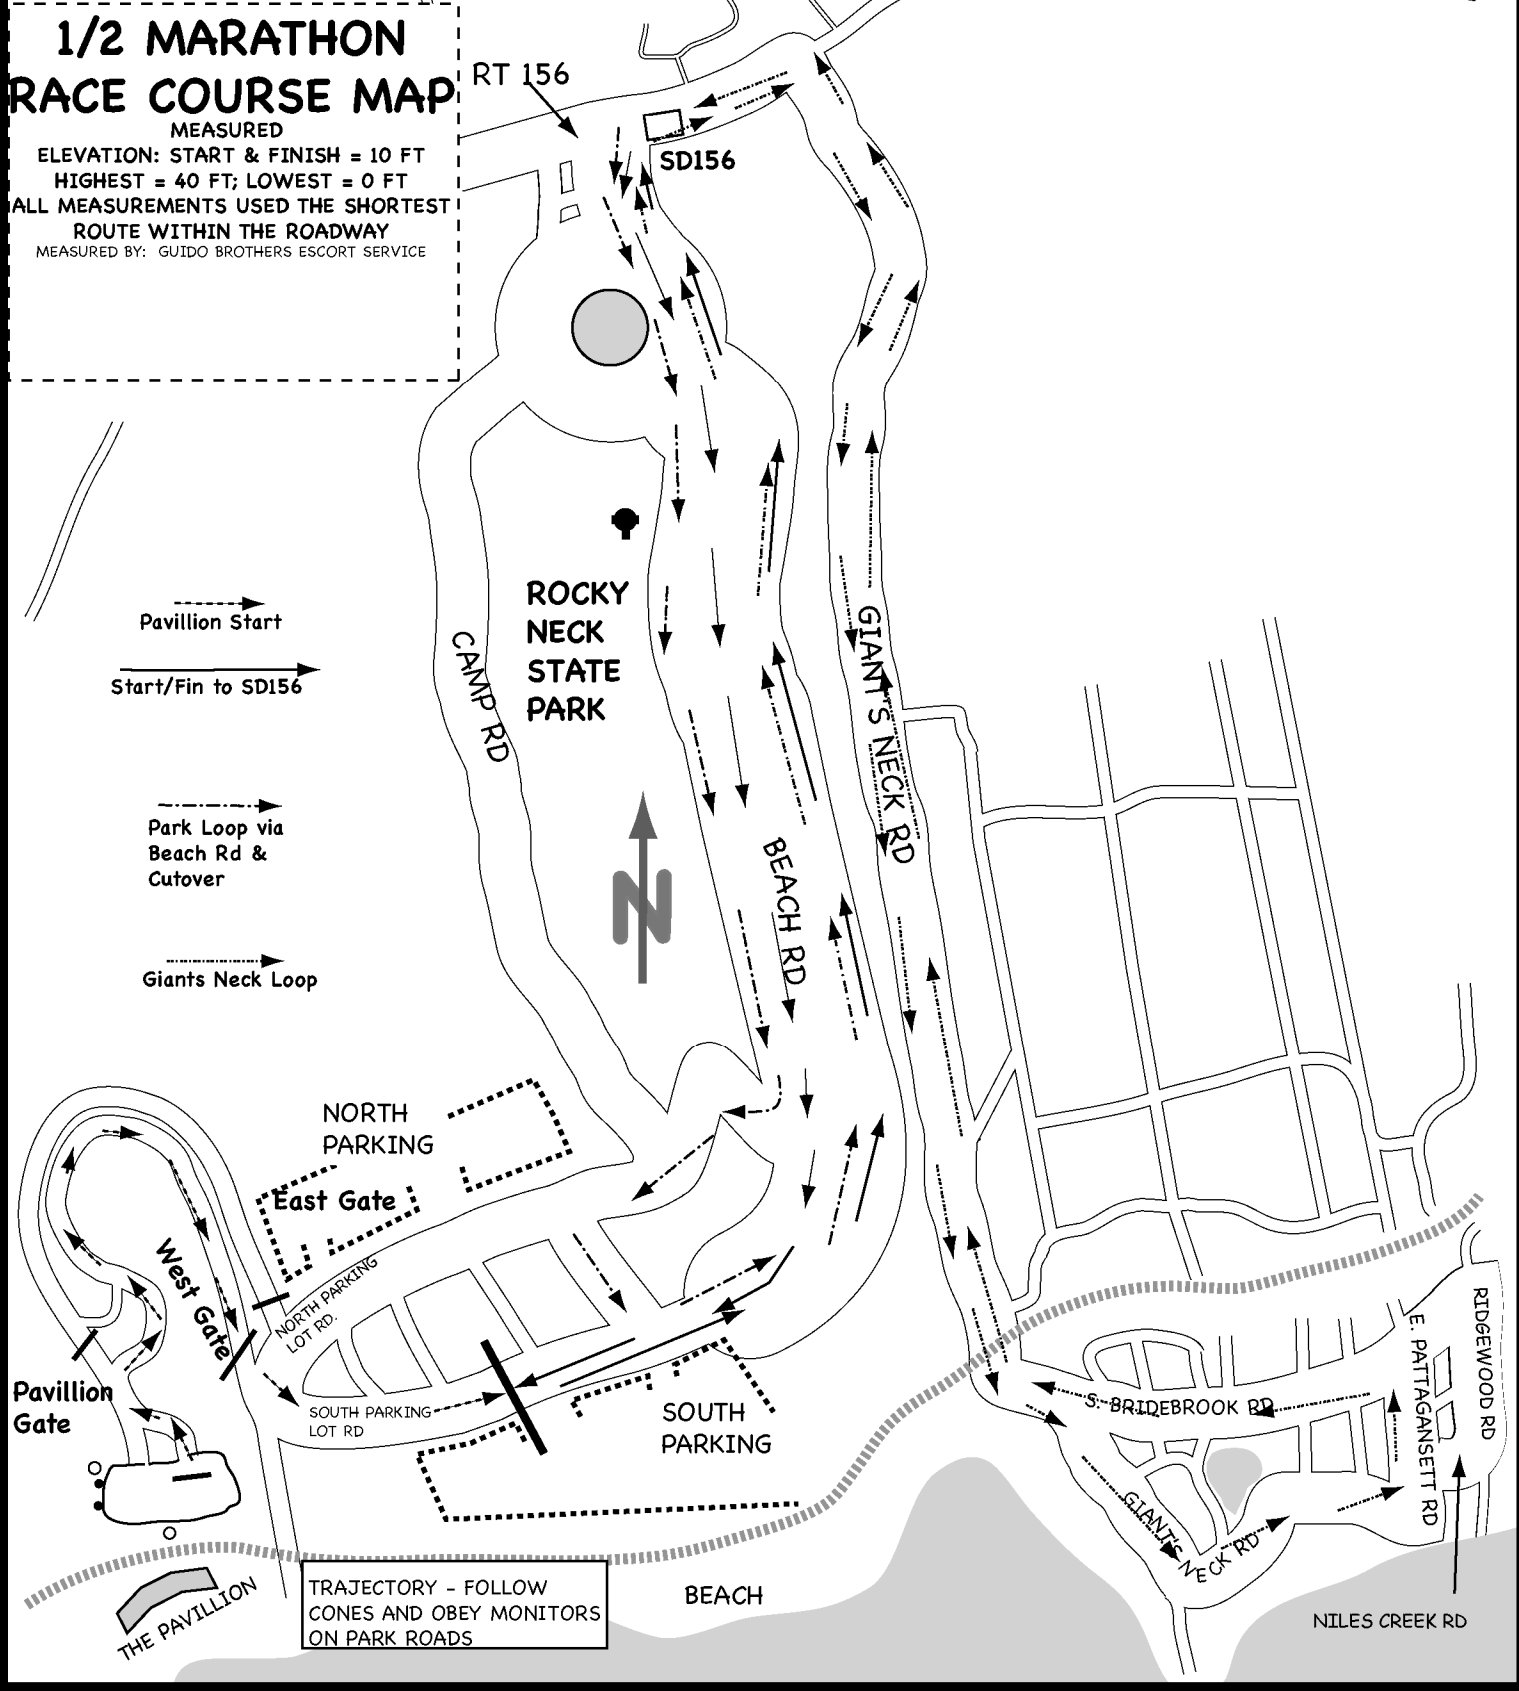 1/2 MARATHON
RACE COURSE MAP
MEASURED
ELEVATION: START & FINISH = 10 FT
HIGHEST = 40 FT; LOWEST = 0 FT
ALL MEASUREMENTS USED THE SHORTEST
ROUTE WITHIN THE ROADWAY
MEASURED BY: GUIDO BROTHERS ESCORT SERVICE
RT 156
SD156
ROCKY
NECK
STATE
PARK
Pavillion Start
Start/Fin to SD156
Park Loop via
Beach Rd &
Cutover
Giants Neck Loop
CAMP RD
GIANT'S NECK RD
BEACH RD
N
NORTH
PARKING
East Gate
West Gate
NORTH PARKING
LOT RD.
Pavillion
Gate
SOUTH PARKING
LOT RD
SOUTH
PARKING
S. BRIDEBROOK RD
E. PATTAGANSETT RD
RIDGEWOOD RD
GIANT'S NECK RD
NILES CREEK RD
BEACH
THE PAVILLION
TRAJECTORY - FOLLOW
CONES AND OBEY MONITORS
ON PARK ROADS